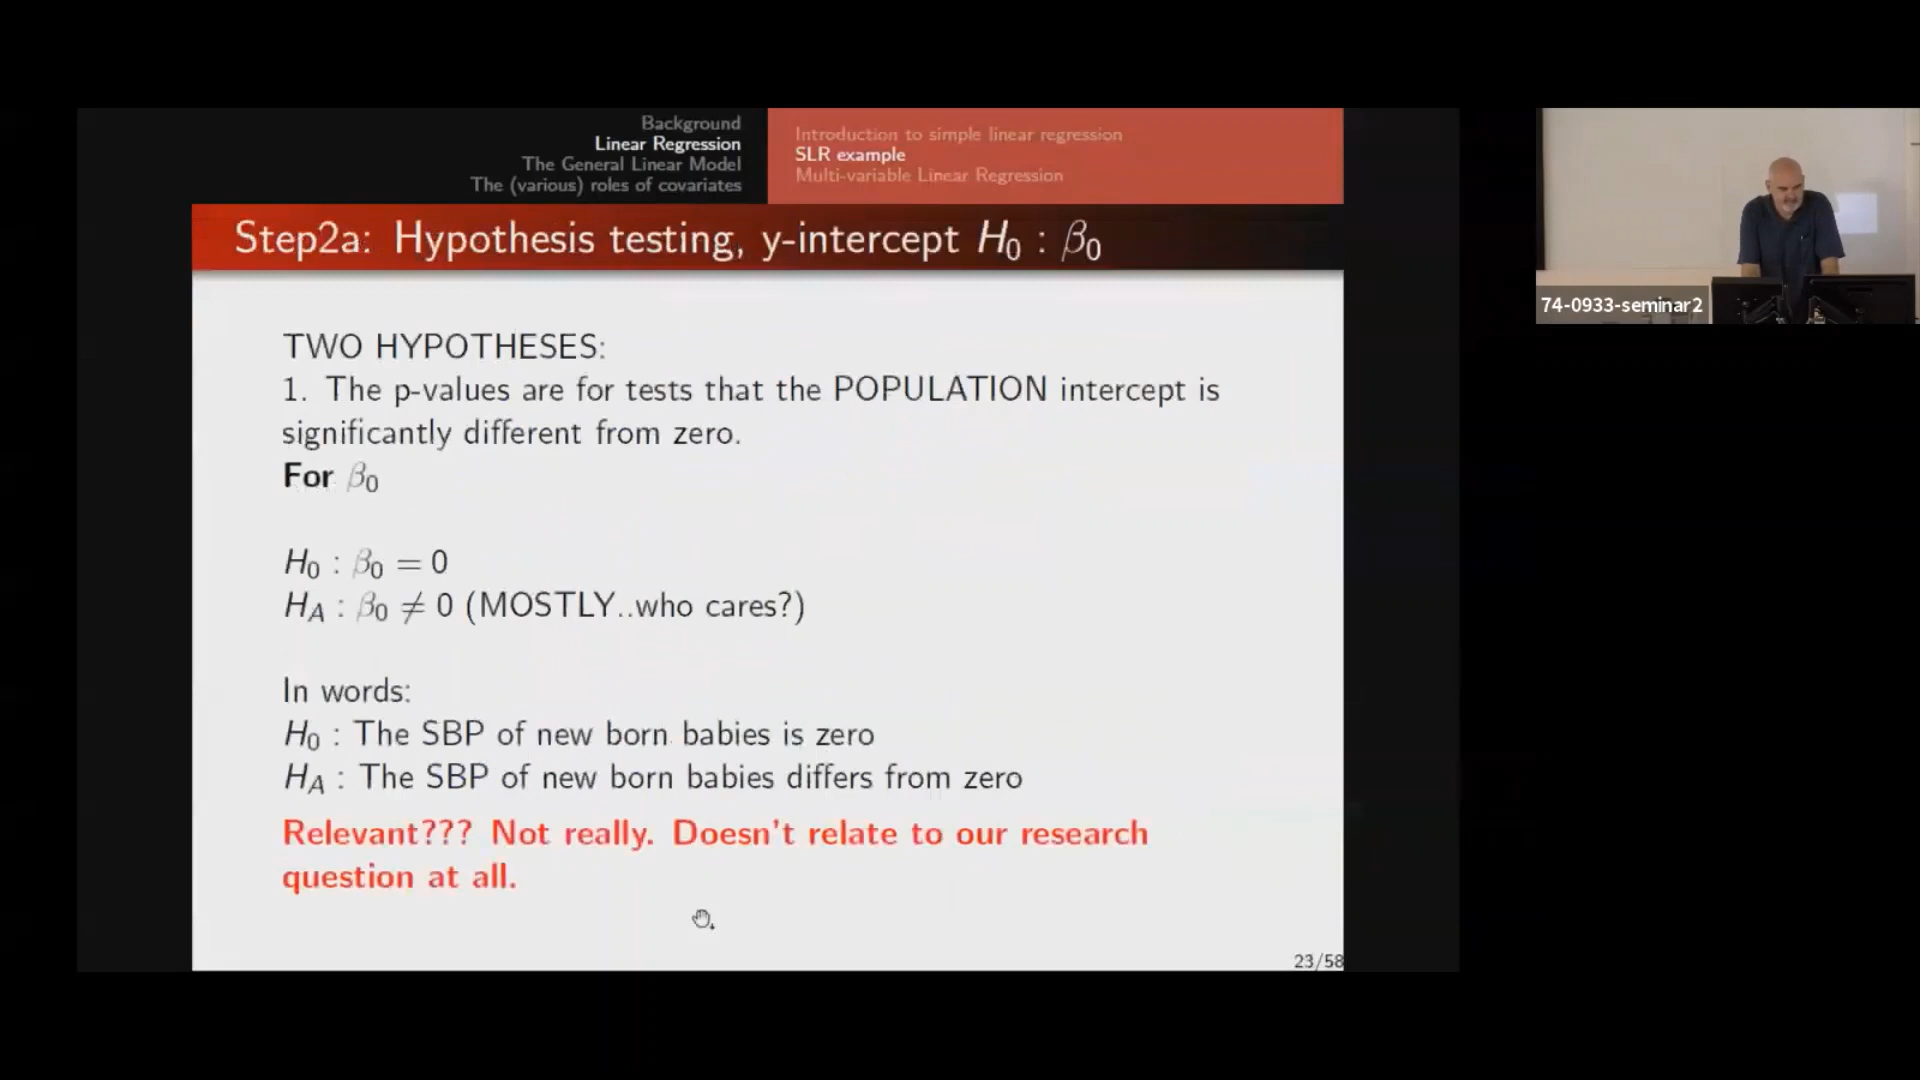 Background
Linear Regression
The General Linear Model
The (various) roles of covariates
Introduction to simple linear regression
SLR example
Multi-variable Linear Regression
Step2a: Hypothesis testing, y-intercept H₀ : β₀
TWO HYPOTHESES:
1. The p-values are for tests that the POPULATION intercept is
significantly different from zero.
For β₀
H₀ : β₀ = 0
H_A : β₀ ≠ 0 (MOSTLY..who cares?)
In words:
H₀ : The SBP of new born babies is zero
H_A : The SBP of new born babies differs from zero
Relevant??? Not really. Doesn't relate to our research
question at all.
23/58
74-0933-seminar2